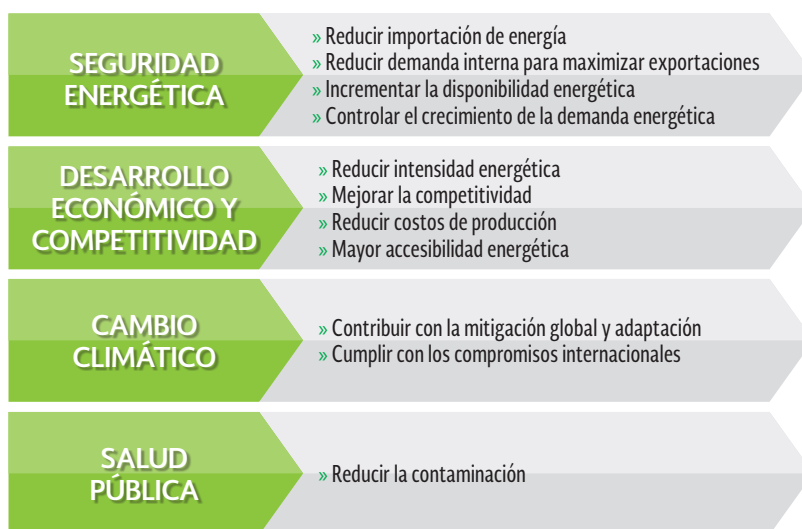 SEGURIDAD
ENERGÉTICA
» Reducir importación de energía
» Reducir demanda interna para maximizar exportaciones
» Incrementar la disponibilidad energética
» Controlar el crecimiento de la demanda energética
DESARROLLO
ECONÓMICO Y
COMPETITIVIDAD
» Reducir intensidad energética
» Mejorar la competitividad
» Reducir costos de producción
» Mayor accesibilidad energética
CAMBIO
CLIMÁTICO
» Contribuir con la mitigación global y adaptación
» Cumplir con los compromisos internacionales
SALUD
PÚBLICA
» Reducir la contaminación